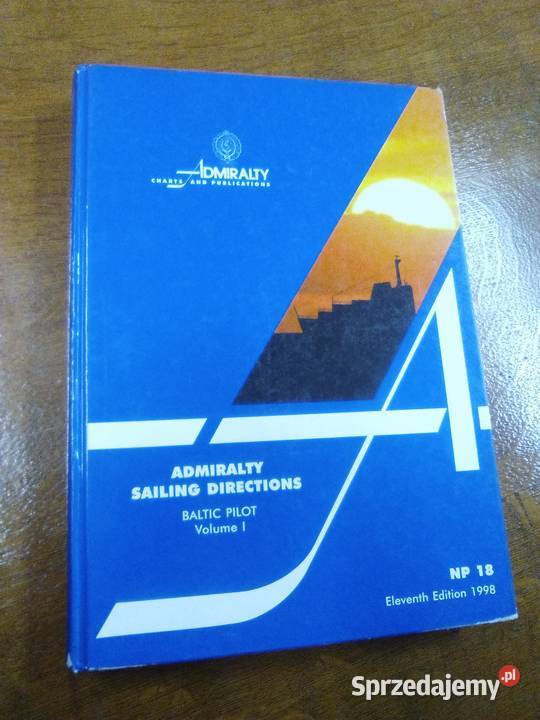 ADMIRALTY
CHARTS AND PUBLICATIONS
ADMIRALTY
SAILING DIRECTIONS
BALTIC PILOT
Volume I
NP 18
Eleventh Edition 1998
Sprzedajemy.pl